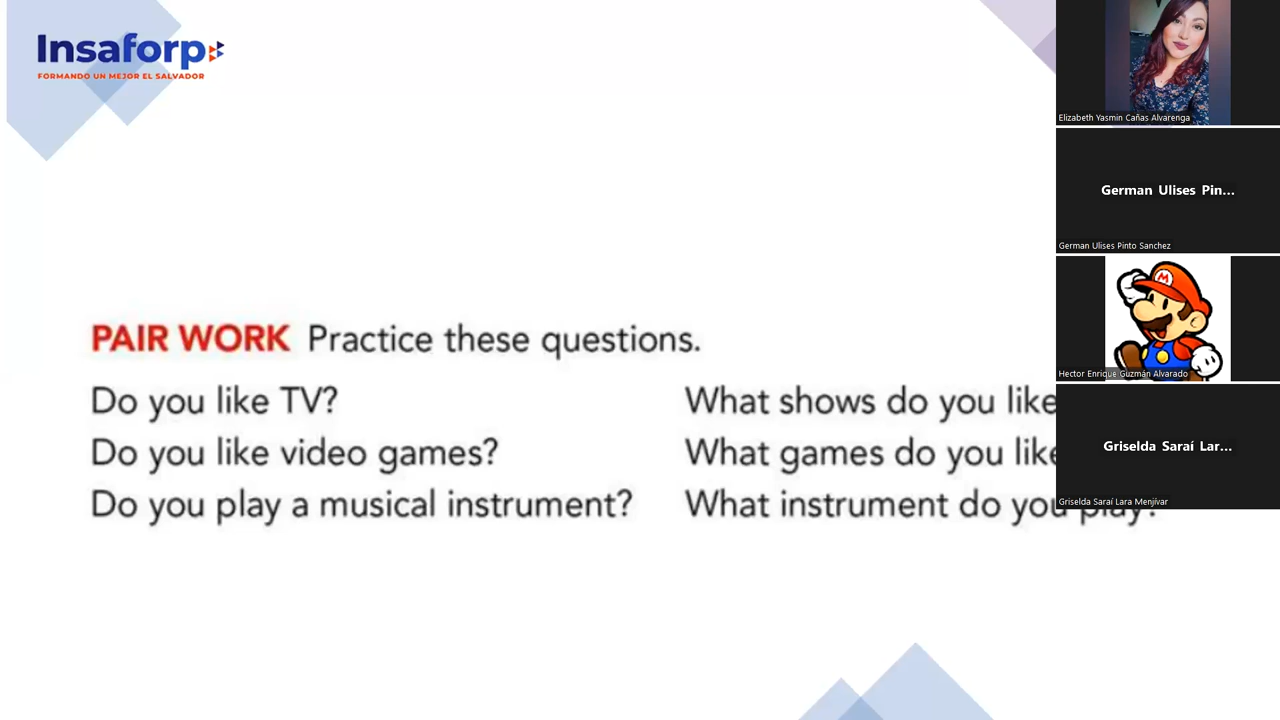 Insaforp
FORMANDO UN MEJOR EL SALVADOR
PAIR WORK Practice these questions.
Do you like TV? What shows do you like
Do you like video games? What games do you like
Do you play a musical instrument? What instrument do you play?
Elizabeth Yasmin Cañas Alvarenga
German Ulises Pin...
German Ulises Pinto Sanchez
M
Hector Enrique Guzmán Alvarado
Griselda Saraí Lar...
Griselda Saraí Lara Menjívar